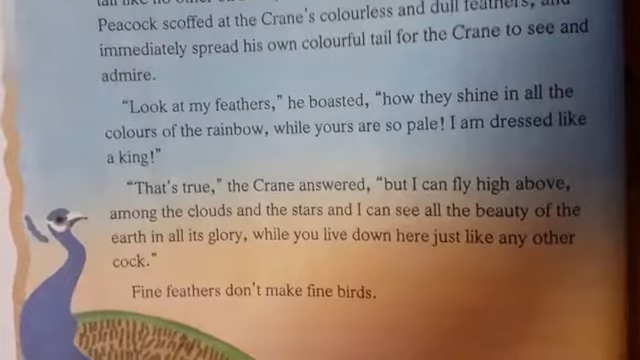 tail like no other
Peacock scoffed at the Crane's colourless and dull feathers, and
immediately spread his own colourful tail for the Crane to see and
admire.
"Look at my feathers," he boasted, "how they shine in all the
colours of the rainbow, while yours are so pale! I am dressed like
a king!"
"That's true," the Crane answered, "but I can fly high above,
among the clouds and the stars and I can see all the beauty of the
earth in all its glory, while you live down here just like any other
cock."
Fine feathers don't make fine birds.